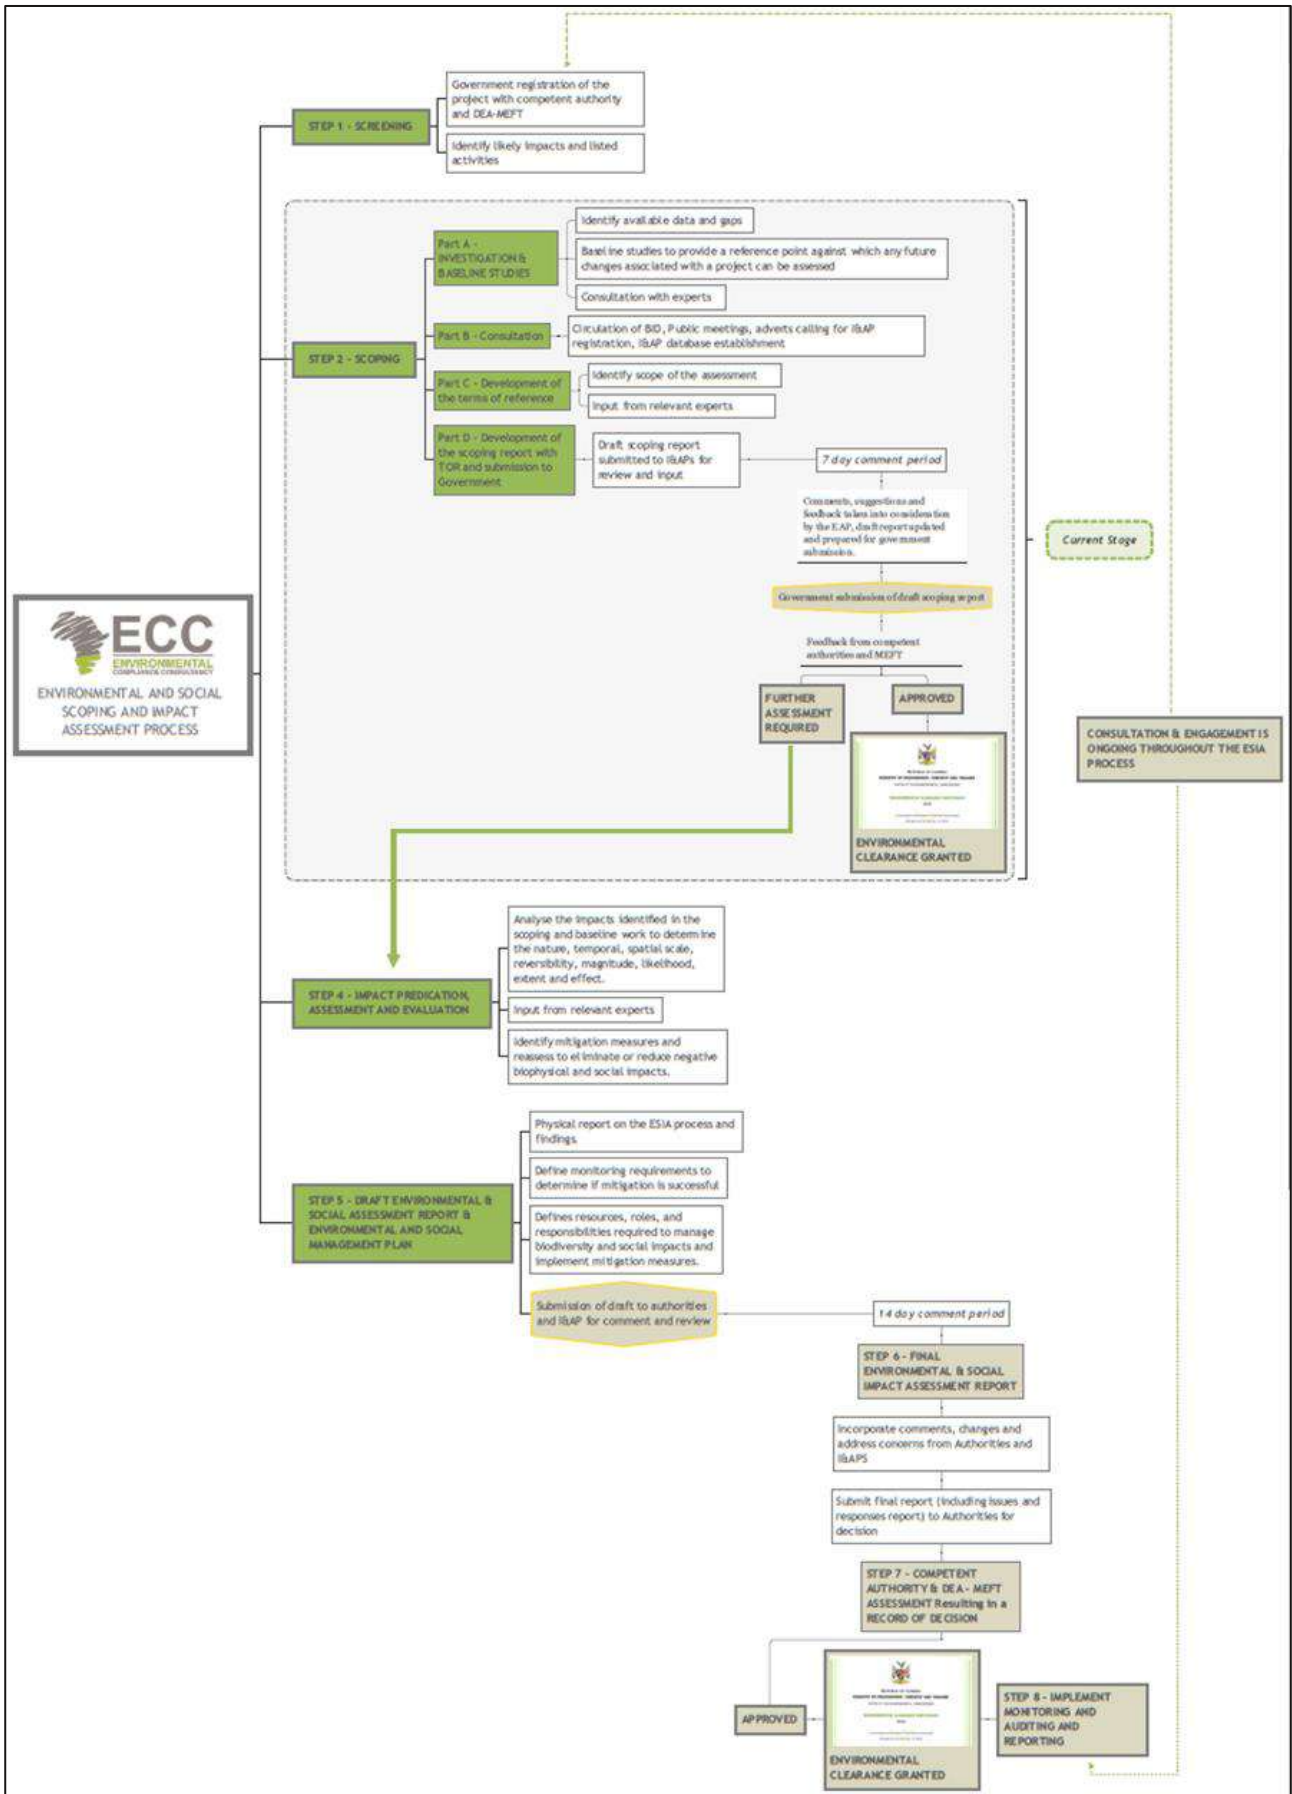 Government registration of the
project with competent authority
and DEA-MEFT
STEP 1 - SCREENING
Identify likely impacts and listed
activities
Identify available data and gaps
Part A -
INVESTIGATION &
BASELINE STUDIES
Baseline studies to provide a reference point against which any future
changes associated with a project can be assessed
Consultation with experts
STEP 2 - SCOPING
Part B - Consultation
Circulation of BID, Public meetings, adverts calling for I&AP
registration, I&AP database establishment
Part C - Development of
the terms of reference
Identify scope of the assessment
Input from relevant experts
Part D - Development of
the scoping report with
TOR and submission to
Government
Draft scoping report
submitted to I&APs for
review and input
7 day comment period
Comments, suggestions and
feedback taken into consideration
by the EAP, draft report updated
and prepared for government
submission.
Current Stage
Government submission of draft scoping report
Feedback from competent
authorities and MEFT
FURTHER
ASSESSMENT
REQUIRED
APPROVED
ENVIRONMENTAL
CLEARANCE GRANTED
ECC
ENVIRONMENTAL
COMPLIANCE CONSULTANCY
ENVIRONMENTAL AND SOCIAL
SCOPING AND IMPACT
ASSESSMENT PROCESS
CONSULTATION & ENGAGEMENT IS
ONGOING THROUGHOUT THE ESIA
PROCESS
STEP 4 - IMPACT PREDICATION,
ASSESSMENT AND EVALUATION
Analyse the impacts identified in the
scoping and baseline work to determine
the nature, temporal, spatial scale,
reversibility, magnitude, likelihood,
extent and effect.
Input from relevant experts
Identify mitigation measures and
reassess to eliminate or reduce negative
biophysical and social impacts.
STEP 5 - DRAFT ENVIRONMENTAL &
SOCIAL ASSESSMENT REPORT &
ENVIRONMENTAL AND SOCIAL
MANAGEMENT PLAN
Physical report on the ESIA process and
findings.
Define monitoring requirements to
determine if mitigation is successful
Defines resources, roles, and
responsibilities required to manage
biodiversity and social impacts and
implement mitigation measures.
Submission of draft to authorities
and I&AP for comment and review
14 day comment period
STEP 6 - FINAL
ENVIRONMENTAL & SOCIAL
IMPACT ASSESSMENT REPORT
Incorporate comments, changes and
address concerns from Authorities and
I&APS
Submit final report (including issues and
responses report) to Authorities for
decision
STEP 7 - COMPETENT
AUTHORITY & DEA - MEFT
ASSESSMENT Resulting in a
RECORD OF DECISION
APPROVED
ENVIRONMENTAL
CLEARANCE GRANTED
STEP 8 - IMPLEMENT
MONITORING AND
AUDITING AND
REPORTING